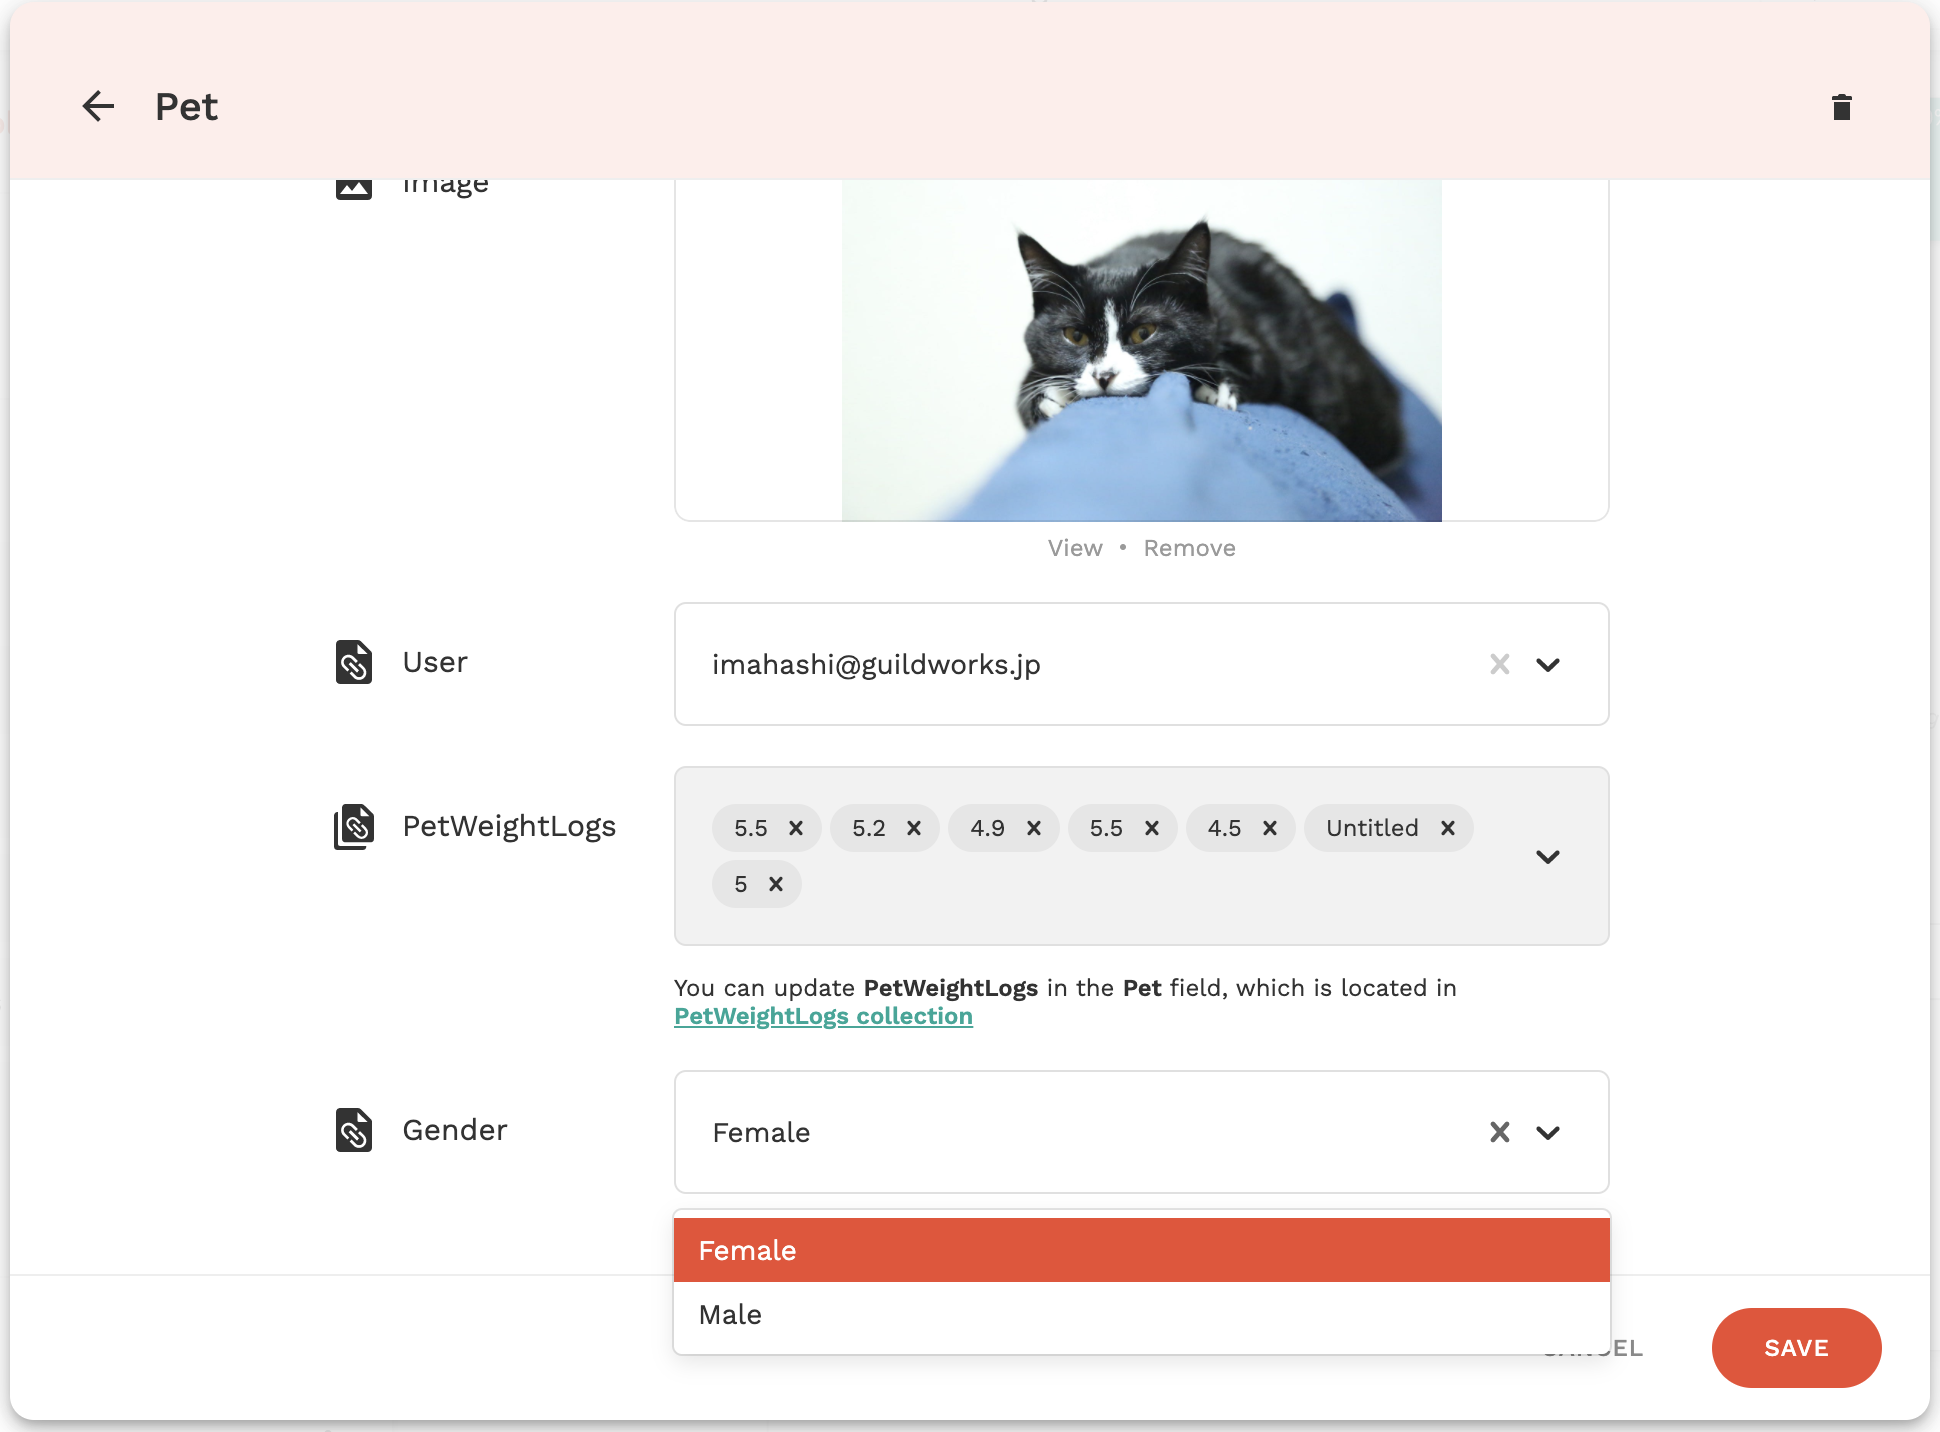 Pet
Image
View • Remove
User
imahashi@guildworks.jp
PetWeightLogs
5.5 5.2 4.9 5.5 4.5 Untitled
5
You can update PetWeightLogs in the Pet field, which is located in
PetWeightLogs collection
Gender
Female
Female
Male
CANCEL
SAVE